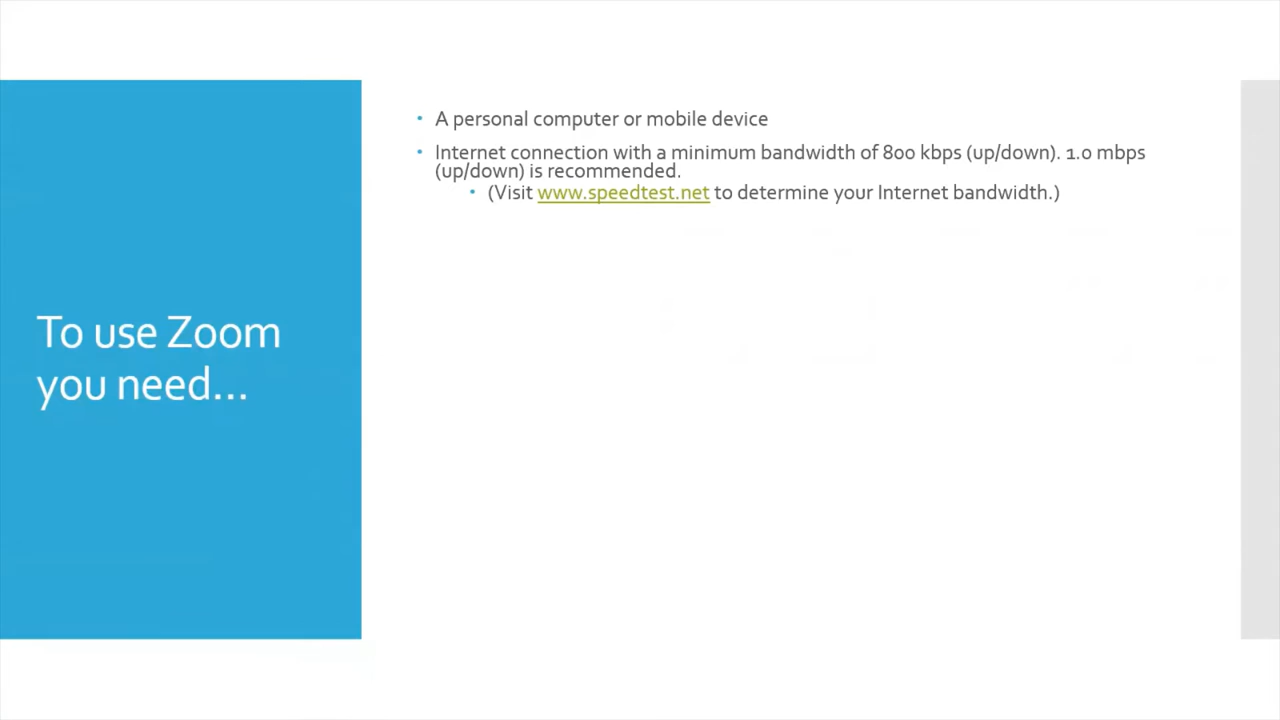 To use Zoom
you need...
• A personal computer or mobile device
• Internet connection with a minimum bandwidth of 800 kbps (up/down). 1.0 mbps
(up/down) is recommended.
• (Visit www.speedtest.net to determine your Internet bandwidth.)